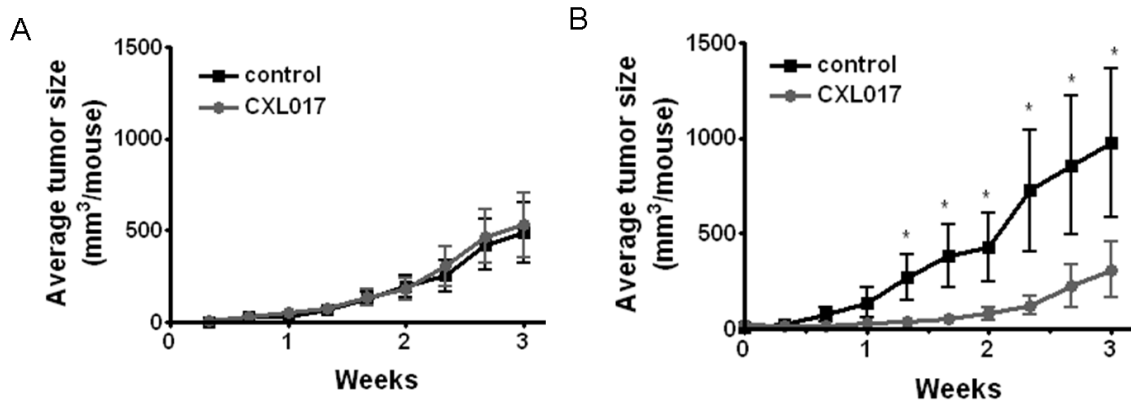 A
1500
1000
500
0
Average tumor size
(mm³/mouse)
control
CXL017
0
1
2
3
Weeks
B
1500
1000
500
0
Average tumor size
(mm³/mouse)
control
CXL017
*
*
*
*
*
*
0
1
2
3
Weeks